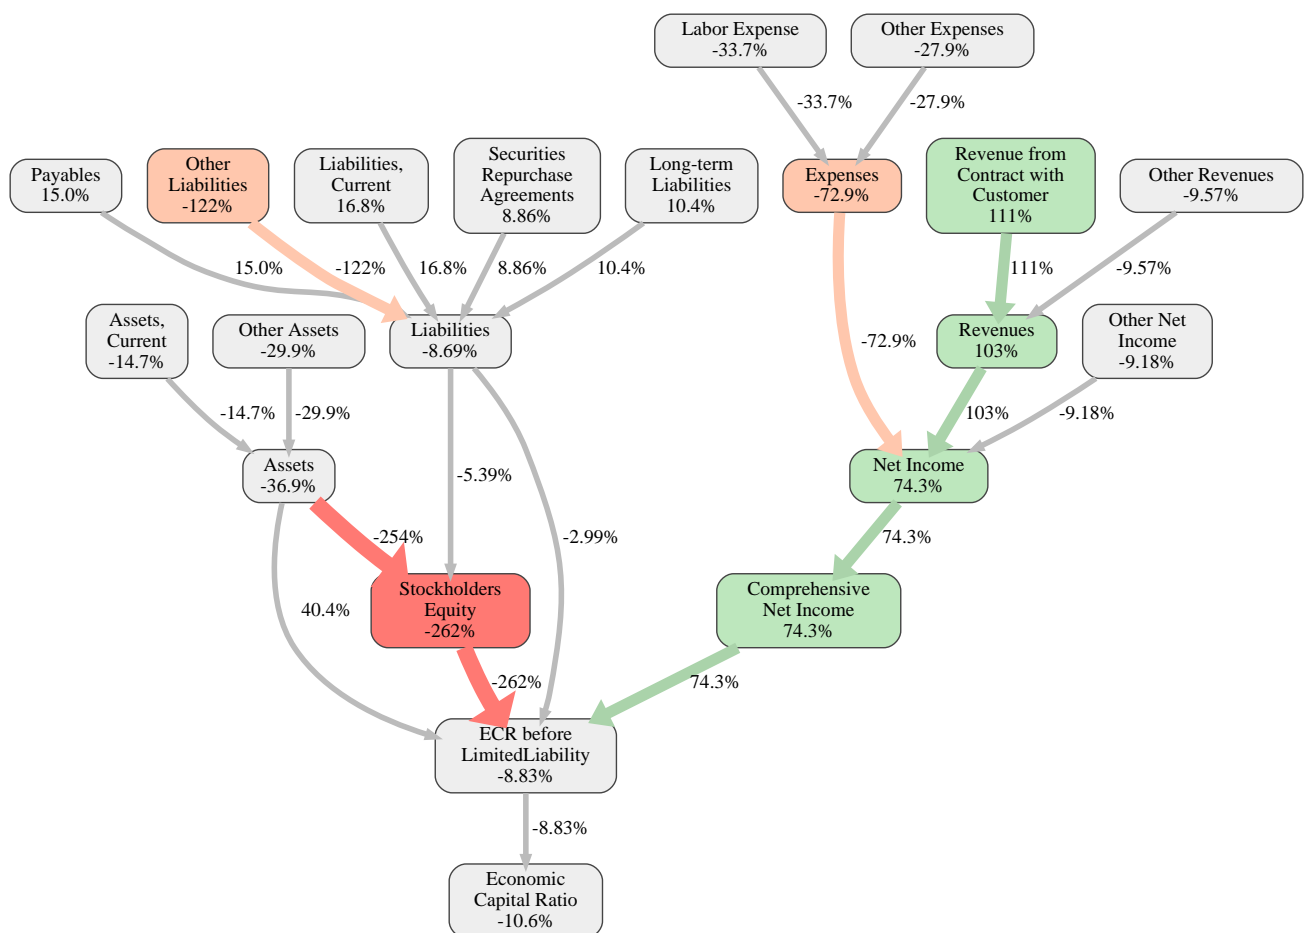 Labor Expense
-33.7%
Other Expenses
-27.9%
-33.7%
-27.9%
Payables
15.0%
Other
Liabilities
-122%
Liabilities,
Current
16.8%
Securities
Repurchase
Agreements
8.86%
Long-term
Liabilities
10.4%
Expenses
-72.9%
Revenue from
Contract with
Customer
111%
Other Revenues
-9.57%
15.0%
-122%
16.8%
8.86%
10.4%
111%
-9.57%
Assets,
Current
-14.7%
Other Assets
-29.9%
Liabilities
-8.69%
-72.9%
Revenues
103%
Other Net
Income
-9.18%
-14.7%
-29.9%
103%
-9.18%
Assets
-36.9%
-5.39%
Net Income
74.3%
-254%
-2.99%
74.3%
40.4%
Stockholders
Equity
-262%
Comprehensive
Net Income
74.3%
-262%
74.3%
ECR before
LimitedLiability
-8.83%
-8.83%
Economic
Capital Ratio
-10.6%